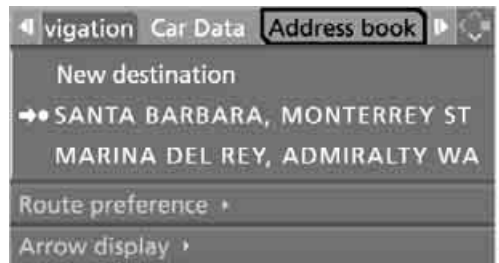 vigation Car Data Address book
New destination
SANTA BARBARA, MONTERREY ST
MARINA DEL REY, ADMIRALTY WA
Route preference
Arrow display